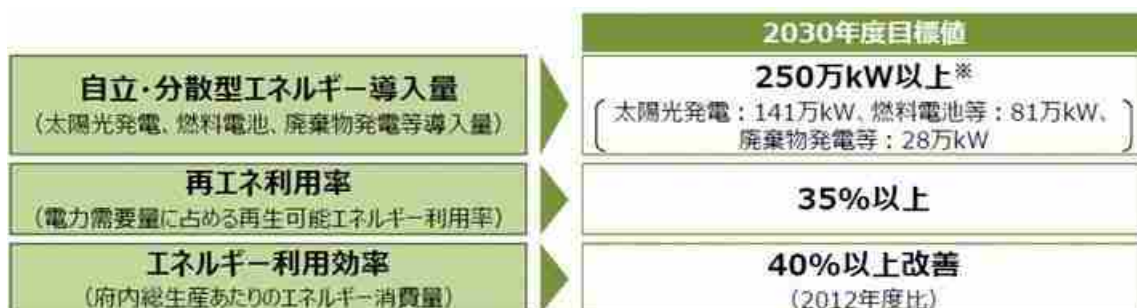 2030年度目標値
自立・分散型エネルギー導入量
（太陽光発電、燃料電池、廃棄物発電等導入量）
250万kW以上※
太陽光発電：141万kW、燃料電池等：81万kW、
廃棄物発電等：28万kW
再エネ利用率
（電力需要量に占める再生可能エネルギー利用率）
35%以上
エネルギー利用効率
（府内総生産あたりのエネルギー消費量）
40%以上改善
（2012年度比）